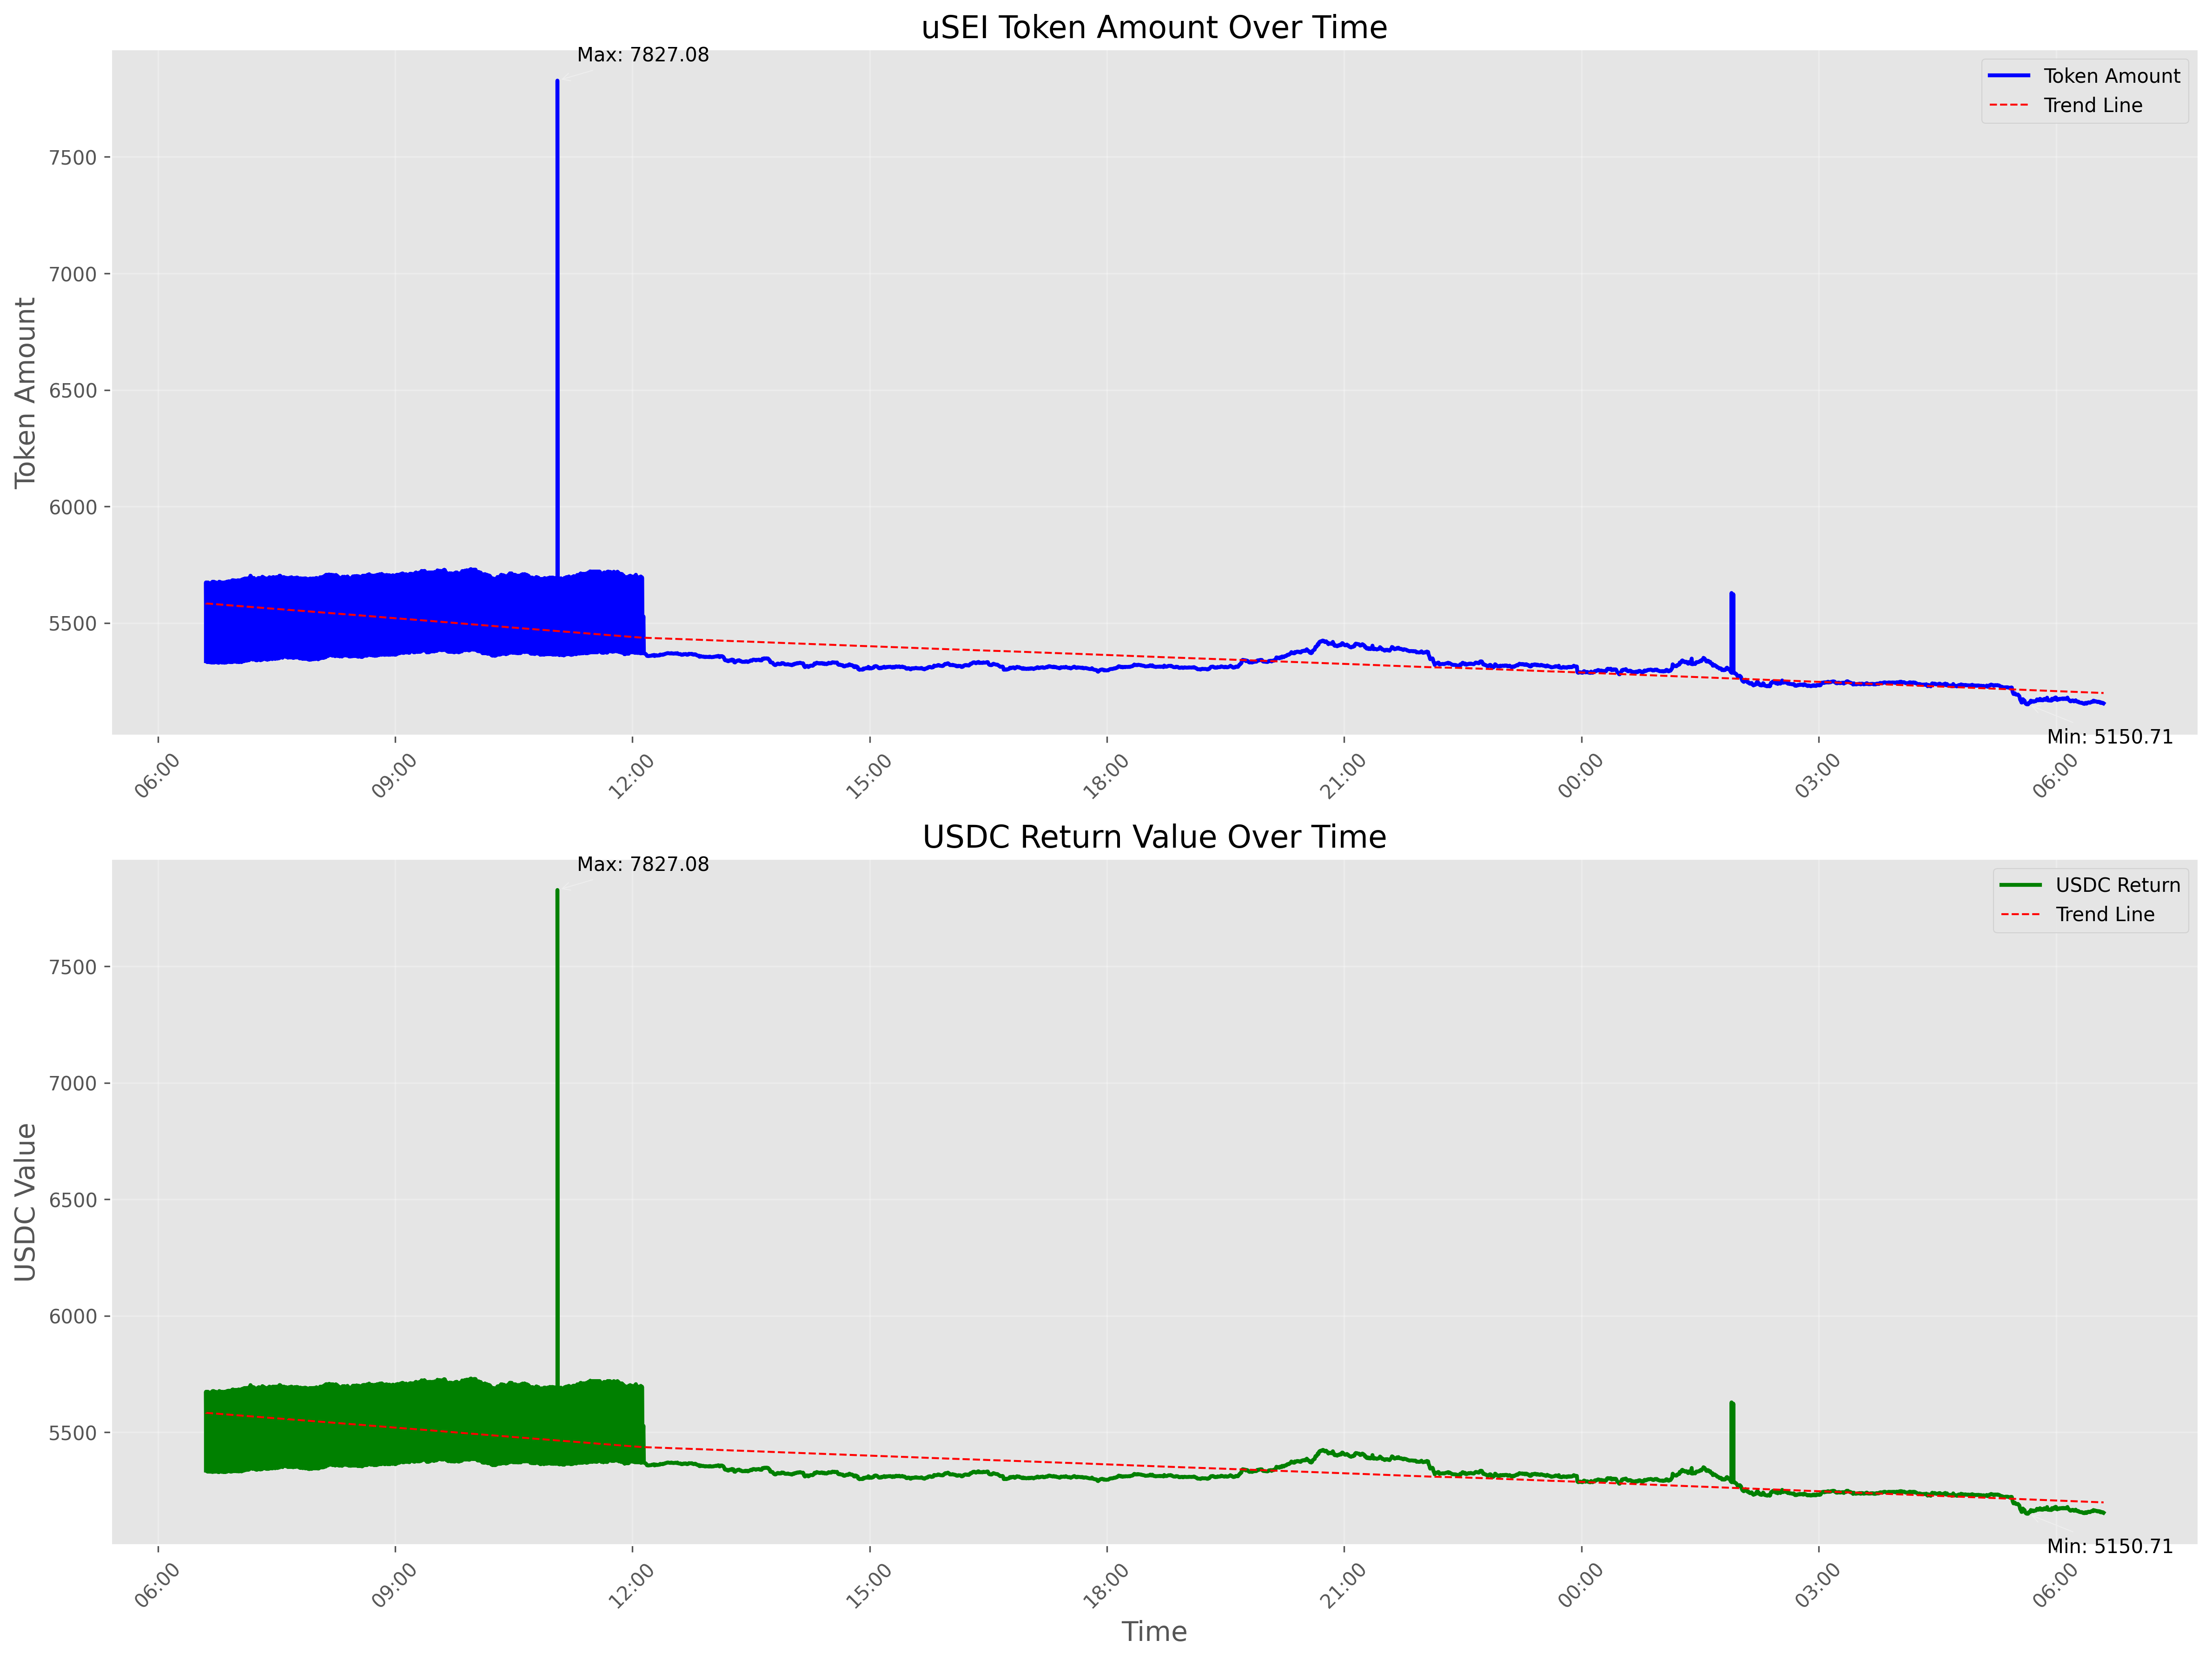 uSEI Token Amount Over Time
Max: 7827.08
Token Amount
Trend Line
7500
7000
6500
6000
5500
Token Amount
Min: 5150.71
06:00
09:00
12:00
15:00
18:00
21:00
00:00
03:00
06:00
USDC Return Value Over Time
Max: 7827.08
USDC Return
Trend Line
7500
7000
6500
6000
5500
USDC Value
Min: 5150.71
06:00
09:00
12:00
15:00
18:00
21:00
00:00
03:00
06:00
Time